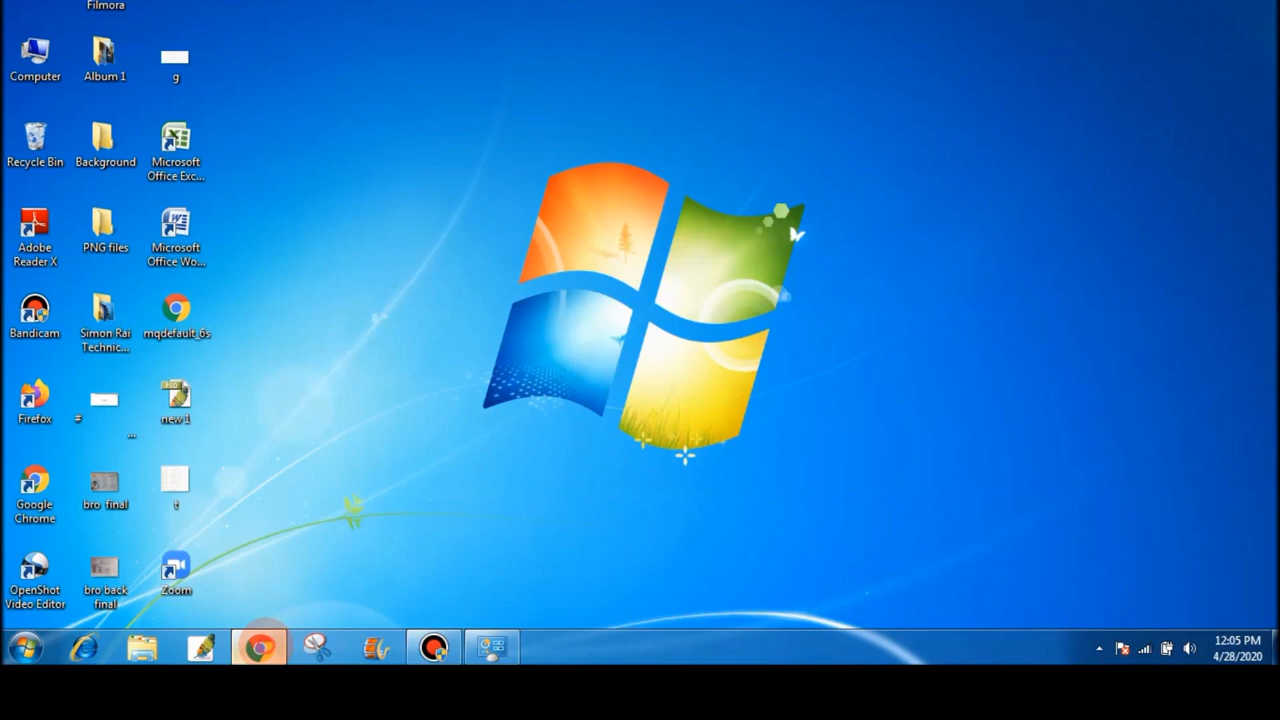 Filmora
Computer
Album 1
g
Recycle Bin
Background
Microsoft
Office Exc...
Adobe
Reader X
PNG files
Microsoft
Office Wo...
Bandicam
Simon Rai
Technic...
mqdefault_6s
Firefox
#
...
new 1
Google
Chrome
bro final
t
OpenShot
Video Editor
bro back
final
Zoom
12:05 PM
4/28/2020